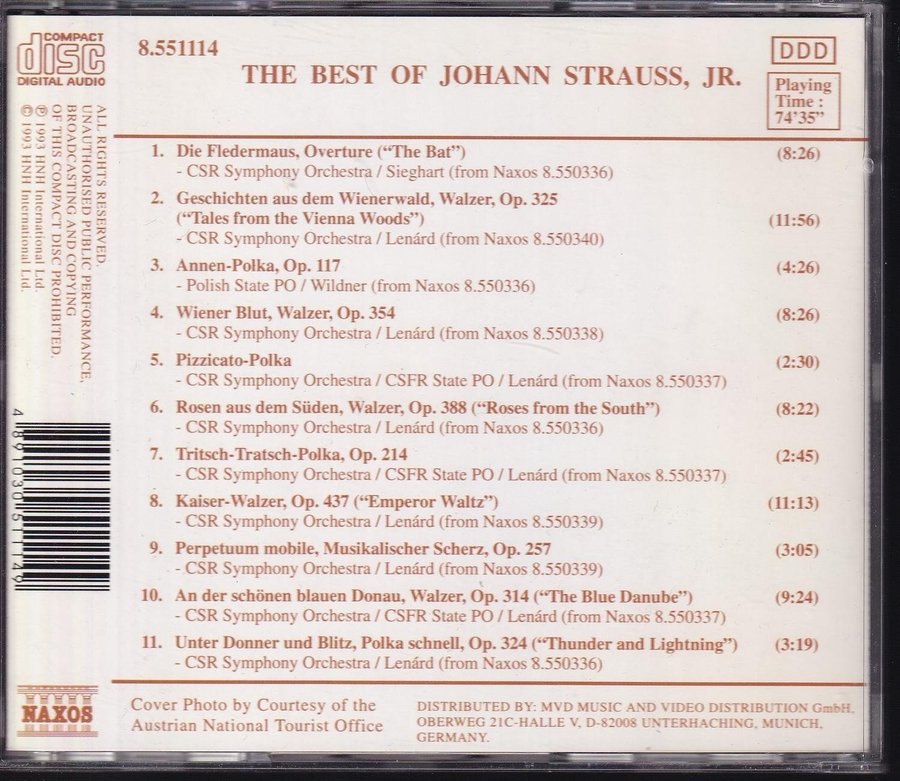 COMPACT
disc
DIGITAL AUDIO
8.551114
THE BEST OF JOHANN STRAUSS, JR.
DDD
Playing
Time :
74'35”
ALL RIGHTS RESERVED.
UNAUTHORISED PUBLIC PERFORMANCE,
BROADCASTING AND COPYING
OF THIS COMPACT DISC PROHIBITED.
℗ 1993 HNH International Ltd.
© 1993 HNH International Ltd.
1. Die Fledermaus, Overture (“The Bat”) (8:26)
- CSR Symphony Orchestra / Sieghart (from Naxos 8.550336)
2. Geschichten aus dem Wienerwald, Walzer, Op. 325
(“Tales from the Vienna Woods”) (11:56)
- CSR Symphony Orchestra / Lenárd (from Naxos 8.550340)
3. Annen-Polka, Op. 117 (4:26)
- Polish State PO / Wildner (from Naxos 8.550336)
4. Wiener Blut, Walzer, Op. 354 (8:26)
- CSR Symphony Orchestra / Lenárd (from Naxos 8.550338)
5. Pizzicato-Polka (2:30)
- CSR Symphony Orchestra / CSFR State PO / Lenárd (from Naxos 8.550337)
6. Rosen aus dem Süden, Walzer, Op. 388 (“Roses from the South”) (8:22)
- CSR Symphony Orchestra / Lenárd (from Naxos 8.550336)
7. Tritsch-Tratsch-Polka, Op. 214 (2:45)
- CSR Symphony Orchestra / CSFR State PO / Lenárd (from Naxos 8.550337)
8. Kaiser-Walzer, Op. 437 (“Emperor Waltz”) (11:13)
- CSR Symphony Orchestra / Lenárd (from Naxos 8.550339)
9. Perpetuum mobile, Musikalischer Scherz, Op. 257 (3:05)
- CSR Symphony Orchestra / Lenárd (from Naxos 8.550339)
10. An der schönen blauen Donau, Walzer, Op. 314 (“The Blue Danube”) (9:24)
- CSR Symphony Orchestra / CSFR State PO / Lenárd (from Naxos 8.550337)
11. Unter Donner und Blitz, Polka schnell, Op. 324 (“Thunder and Lightning”) (3:19)
- CSR Symphony Orchestra / Lenárd (from Naxos 8.550336)
4 891030 511149
NAXOS
Cover Photo by Courtesy of the
Austrian National Tourist Office
DISTRIBUTED BY: MVD MUSIC AND VIDEO DISTRIBUTION GmbH,
OBERWEG 21C-HALLE V, D-82008 UNTERHACHING, MUNICH,
GERMANY.